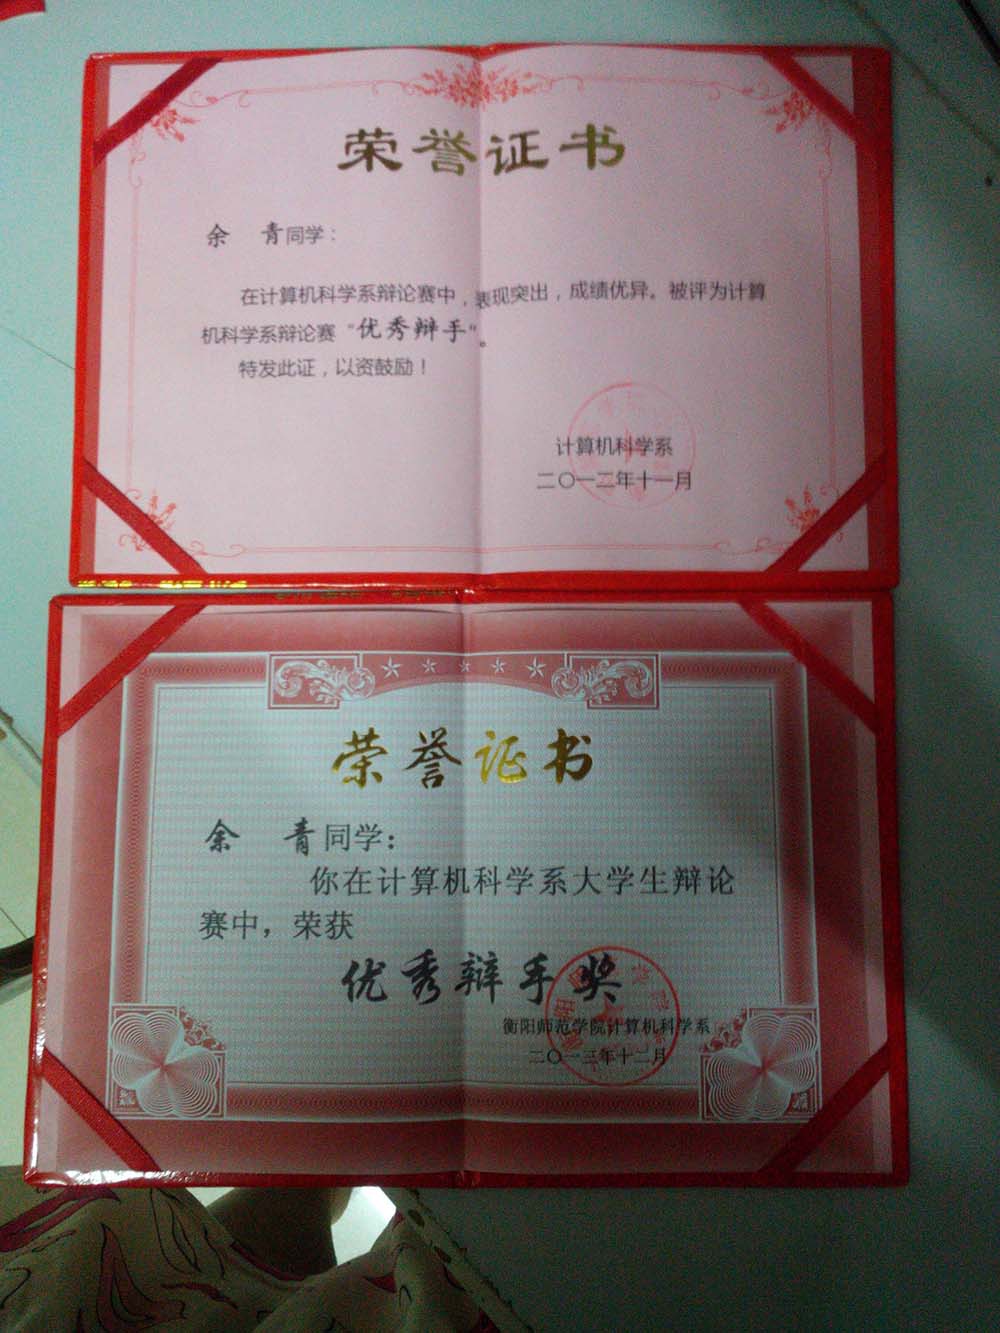 荣誉证书
余 青同学：
在计算机科学系辩论赛中，表现突出，成绩优异。被评为计算
机科学系辩论赛“优秀辩手”。
特发此证，以资鼓励！
计算机科学系
二〇一二年十一月
荣誉证书
余 青同学：
你在计算机科学系大学生辩论
赛中，荣获
优秀辩手奖
衡阳师范学院计算机科学系
二〇一三年十二月